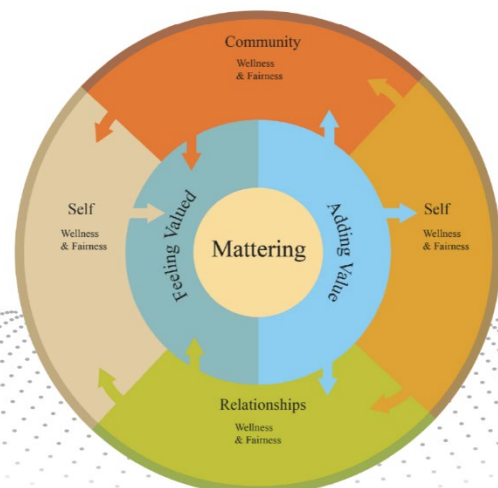 Community
Wellness
& Fairness
Self
Wellness
& Fairness
Feeling Valued
Mattering
Adding Value
Self
Wellness
& Fairness
Relationships
Wellness
& Fairness